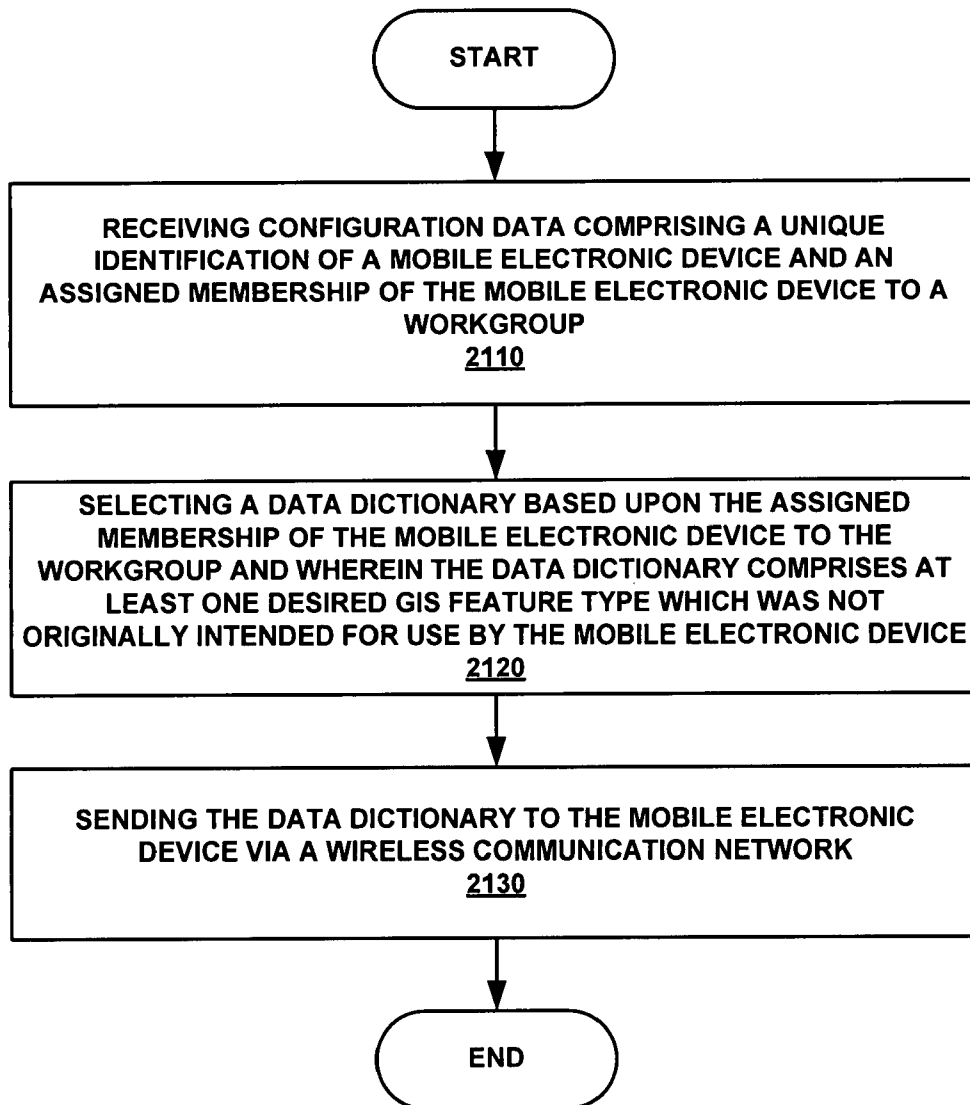 START
RECEIVING CONFIGURATION DATA COMPRISING A UNIQUE
IDENTIFICATION OF A MOBILE ELECTRONIC DEVICE AND AN
ASSIGNED MEMBERSHIP OF THE MOBILE ELECTRONIC DEVICE TO A
WORKGROUP
2110
SELECTING A DATA DICTIONARY BASED UPON THE ASSIGNED
MEMBERSHIP OF THE MOBILE ELECTRONIC DEVICE TO THE
WORKGROUP AND WHEREIN THE DATA DICTIONARY COMPRISES AT
LEAST ONE DESIRED GIS FEATURE TYPE WHICH WAS NOT
ORIGINALLY INTENDED FOR USE BY THE MOBILE ELECTRONIC DEVICE
2120
SENDING THE DATA DICTIONARY TO THE MOBILE ELECTRONIC
DEVICE VIA A WIRELESS COMMUNICATION NETWORK
2130
END